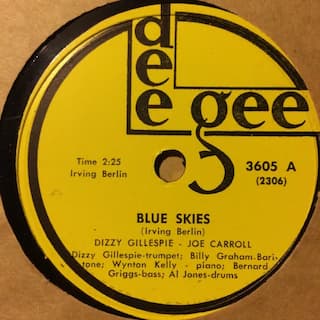 dee gee
Time 2:25
Irving Berlin
3605 A
(2306)
BLUE SKIES
(Irving Berlin)
DIZZY GILLESPIE - JOE CARROLL
Dizzy Gillespie-trumpet; Billy Graham-Bari-
tone; Wynton Kelly - piano; Bernard
Griggs-bass; Al Jones-drums